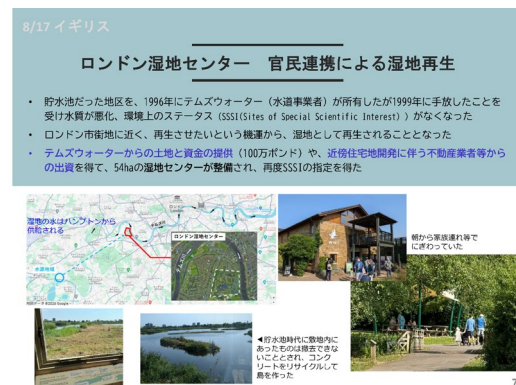 8/17 イギリス
ロンドン湿地センター　官民連携による湿地再生
• 貯水池だった地区を、1996年にテムズウォーター（水道事業者）が所有したが1999年に手放したことを
受け水質が悪化、環境上のステータス（SSSI(Sites of Special Scientific Interest)）がなくなった
• ロンドン市街地に近く、再生させたいという機運から、湿地として再生されることとなった
• テムズウォーターからの土地と資金の提供（100万ポンド）や、近傍住宅地開発に伴う不動産業者等から
の出資を得て、54haの湿地センターが整備され、再度SSSIの指定を得た
湿地の水はハンプトンから
供給される
ロンドン
ロンドン湿地センター
朝から家族連れ等で
にぎわっていた
◀貯水池時代に敷地内に
あったものは撤去できな
いこととされ、コンク
リートをリサイクルして
島を作った